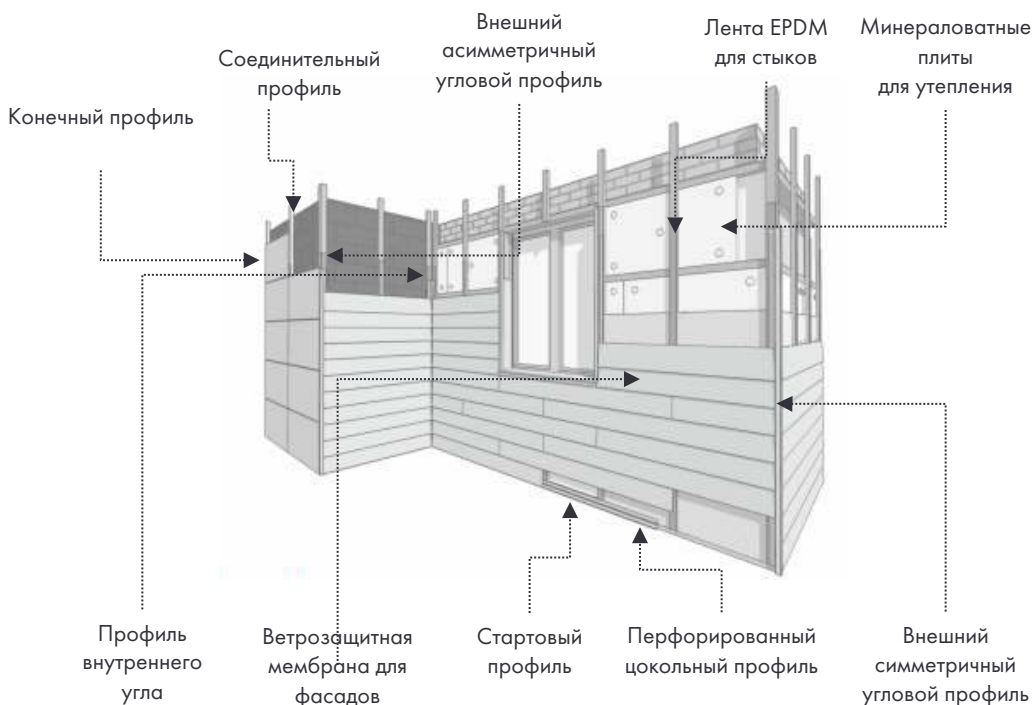 Внешний
асимметричный
угловой профиль
Лента EPDM
для стыков
Минераловатные
плиты
для утепления
Соединительный
профиль
Конечный профиль
Профиль
внутреннего
угла
Ветрозащитная
мембрана для
фасадов
Стартовый
профиль
Перфорированный
цокольный профиль
Внешний
симметричный
угловой профиль